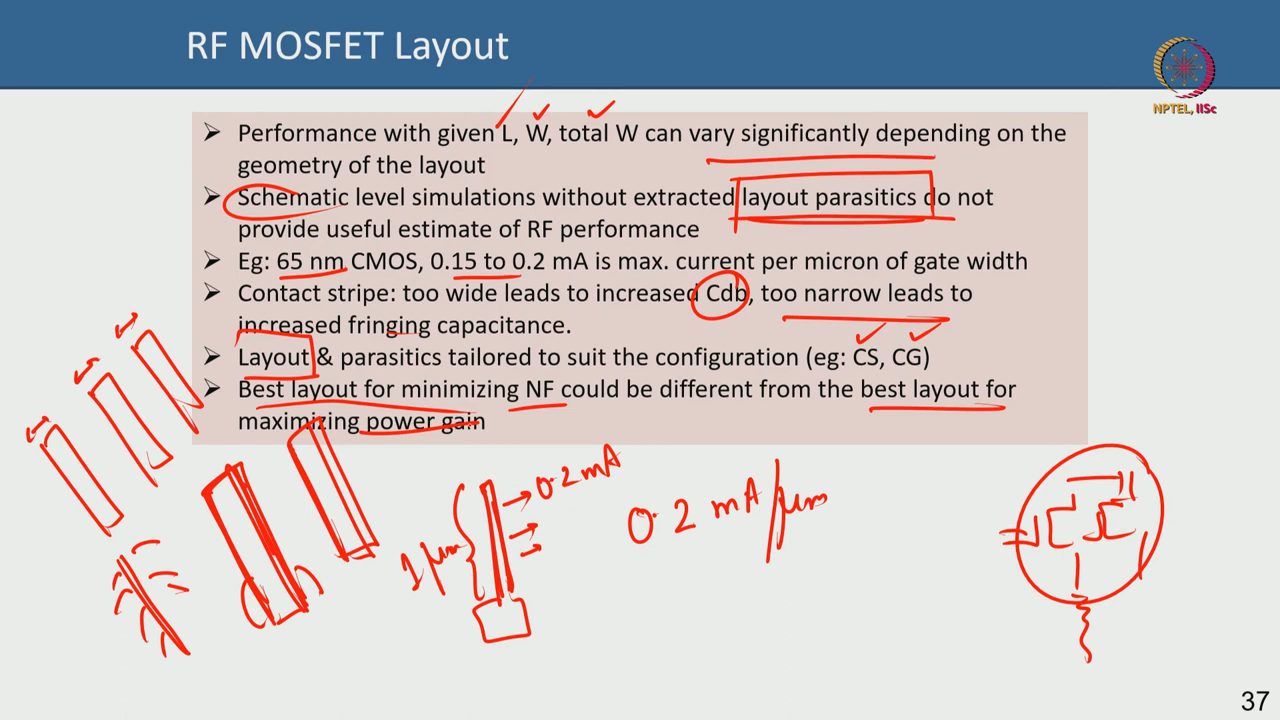 RF MOSFET Layout
NPTEL, IISc
➢ Performance with given L, W, total W can vary significantly depending on the
geometry of the layout
➢ Schematic level simulations without extracted layout parasitics do not
provide useful estimate of RF performance
➢ Eg: 65 nm CMOS, 0.15 to 0.2 mA is max. current per micron of gate width
➢ Contact stripe: too wide leads to increased Cdb, too narrow leads to
increased fringing capacitance.
➢ Layout & parasitics tailored to suit the configuration (eg: CS, CG)
➢ Best layout for minimizing NF could be different from the best layout for
maximizing power gain
0.2 mA
0.2 mA/μm
1 μm
37